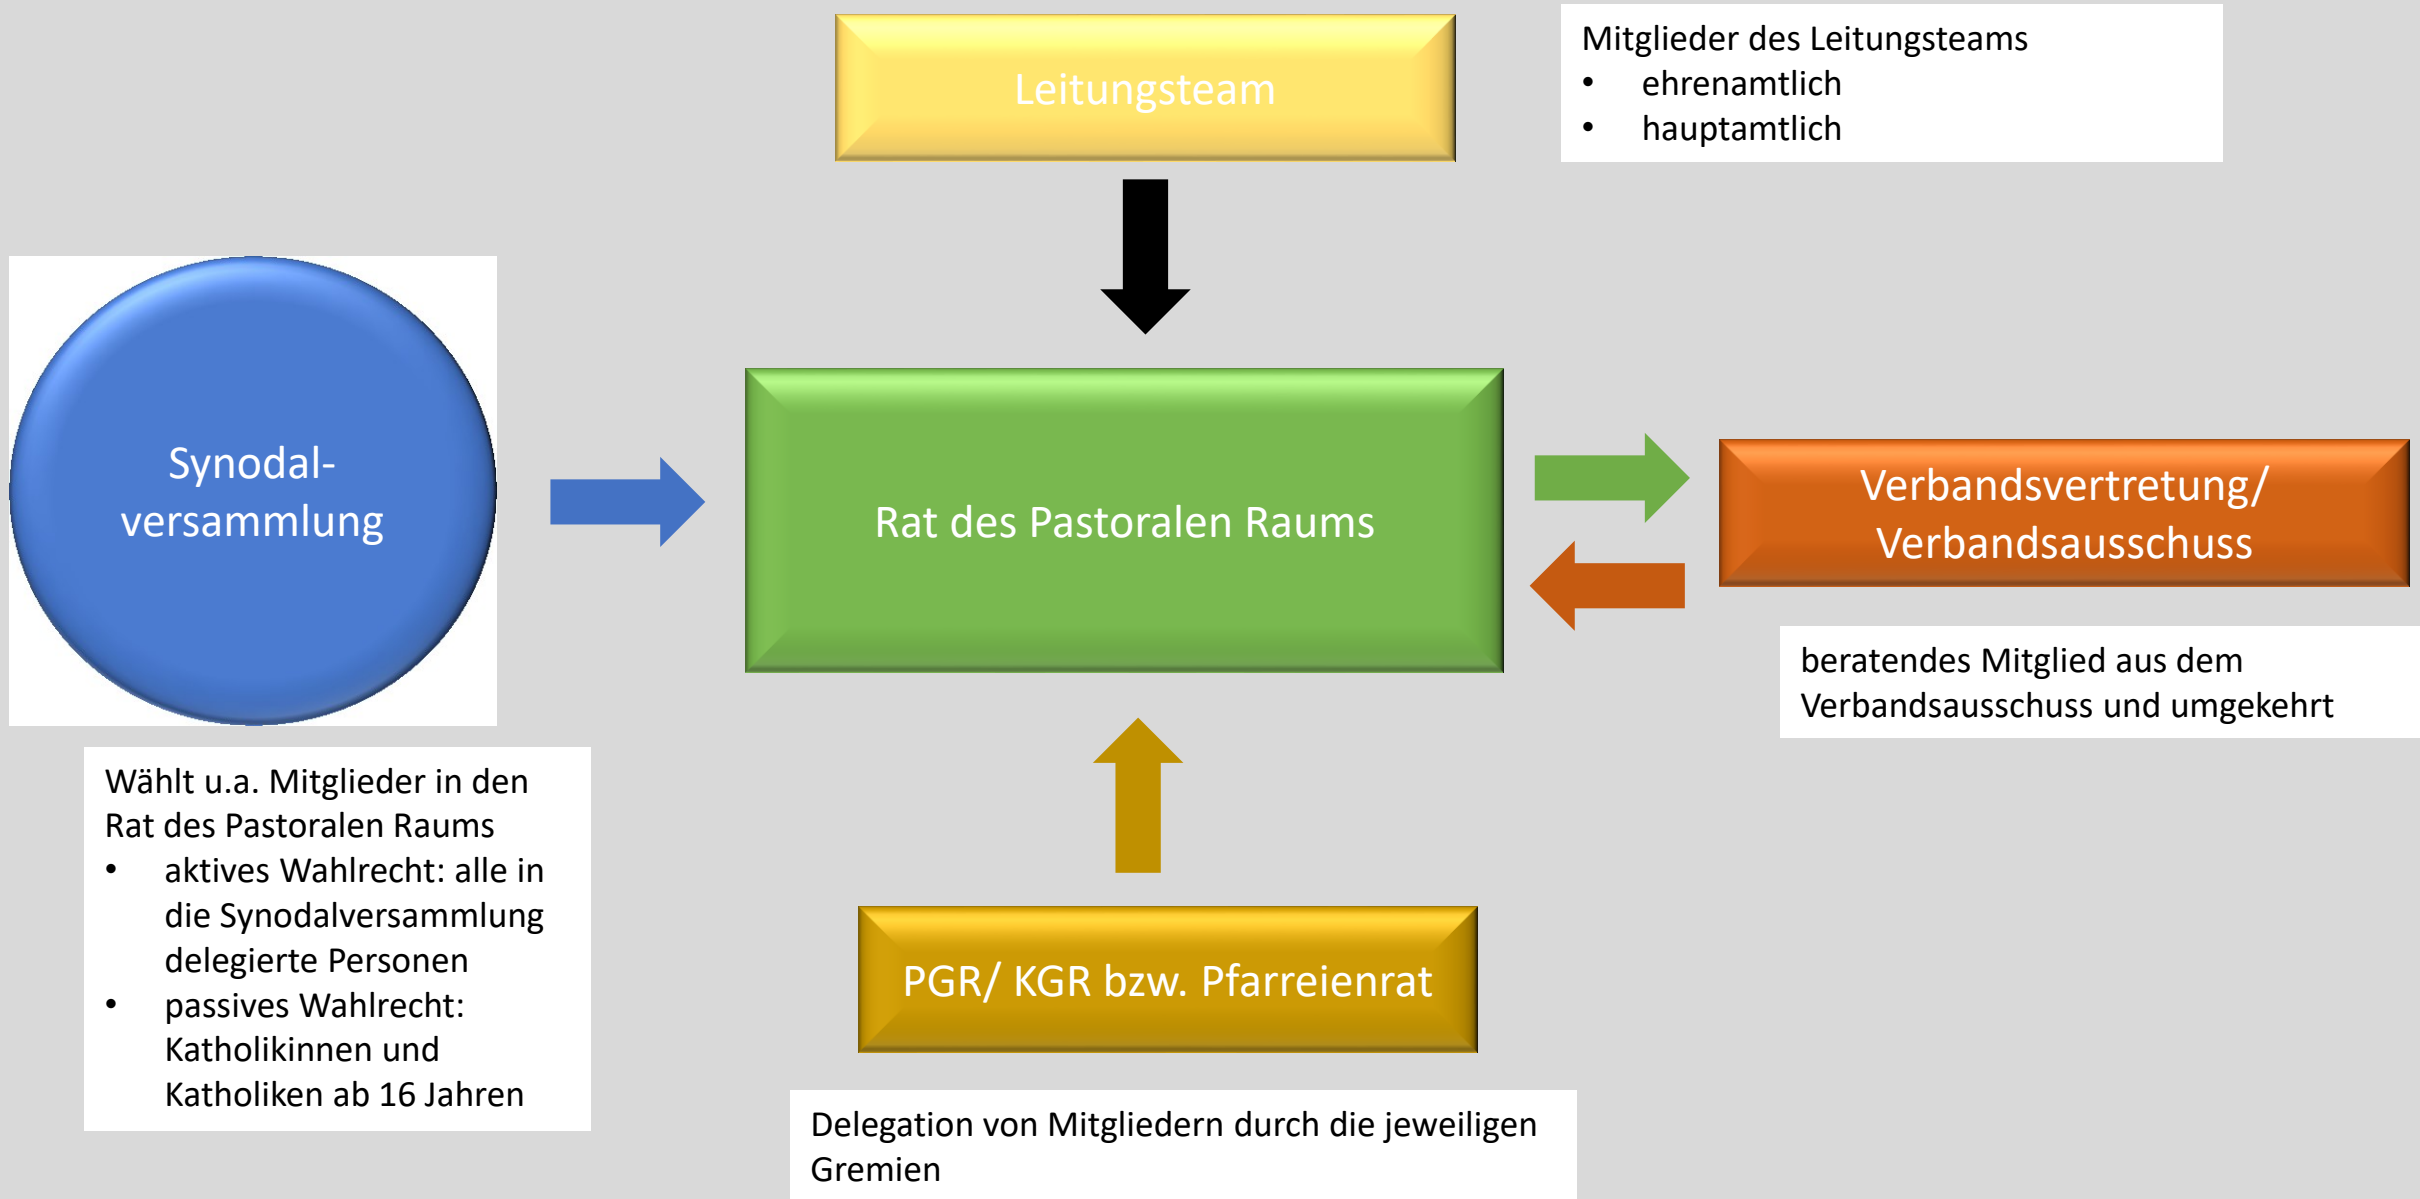 Leitungsteam
Mitglieder des Leitungsteams
• ehrenamtlich
• hauptamtlich
Synodal-
versammlung
Rat des Pastoralen Raums
Verbandsvertretung/
Verbandsausschuss
beratendes Mitglied aus dem
Verbandsausschuss und umgekehrt
Wählt u.a. Mitglieder in den
Rat des Pastoralen Raums
• aktives Wahlrecht: alle in
die Synodalversammlung
delegierte Personen
• passives Wahlrecht:
Katholikinnen und
Katholiken ab 16 Jahren
PGR/ KGR bzw. Pfarreienrat
Delegation von Mitgliedern durch die jeweiligen
Gremien